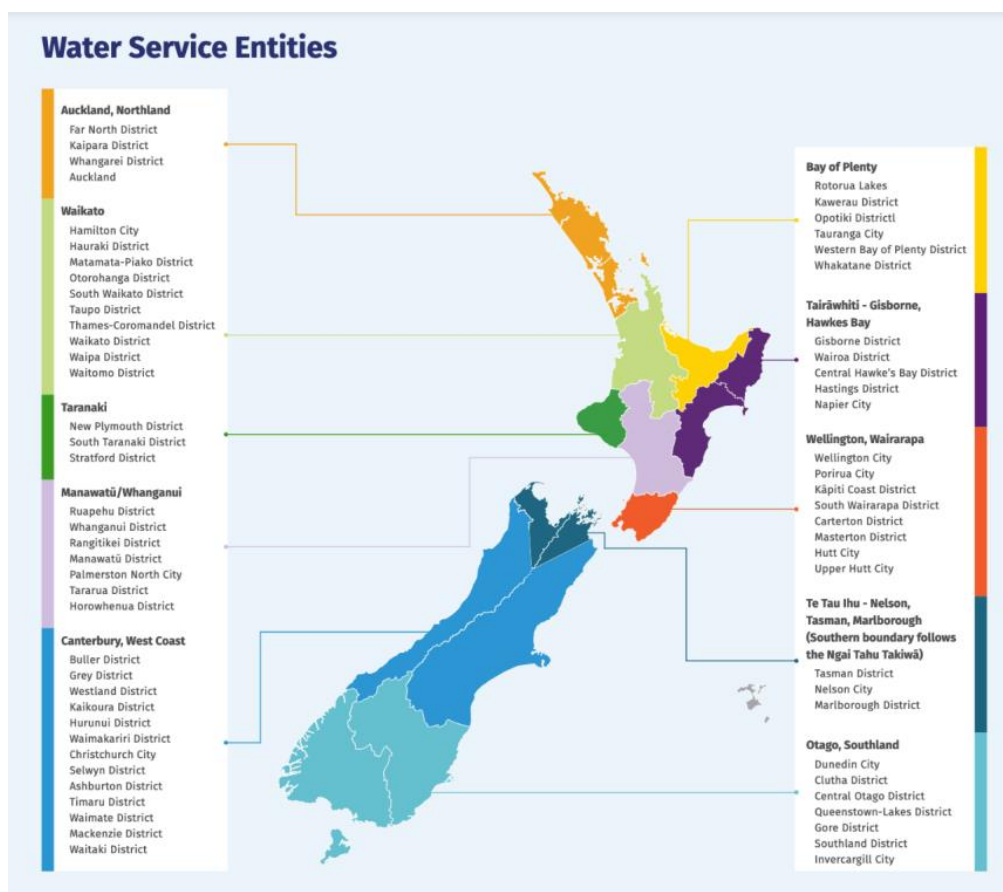 Water Service Entities
Auckland, Northland
Far North District
Kaipara District
Whangarei District
Auckland
Waikato
Hamilton City
Hauraki District
Matamata-Piako District
Otorohanga District
South Waikato District
Taupo District
Thames-Coromandel District
Waikato District
Waipa District
Waitomo District
Taranaki
New Plymouth District
South Taranaki District
Stratford District
Manawatū/Whanganui
Ruapehu District
Whanganui District
Rangitikei District
Manawatū District
Palmerston North City
Tararua District
Horowhenua District
Canterbury, West Coast
Buller District
Grey District
Westland District
Kaikoura District
Hurunui District
Waimakariri District
Christchurch City
Selwyn District
Ashburton District
Timaru District
Waimate District
Mackenzie District
Waitaki District
Bay of Plenty
Rotorua Lakes
Kawerau District
Opotiki Districtl
Tauranga City
Western Bay of Plenty District
Whakatane District
Tairāwhiti - Gisborne,
Hawkes Bay
Gisborne District
Wairoa District
Central Hawke's Bay District
Hastings District
Napier City
Wellington, Wairarapa
Wellington City
Porirua City
Kāpiti Coast District
South Wairarapa District
Carterton District
Masterton District
Hutt City
Upper Hutt City
Te Tau Ihu - Nelson,
Tasman, Marlborough
(Southern boundary follows
the Ngai Tahu Takiwā)
Tasman District
Nelson City
Marlborough District
Otago, Southland
Dunedin City
Clutha District
Central Otago District
Queenstown-Lakes District
Gore District
Southland District
Invercargill City